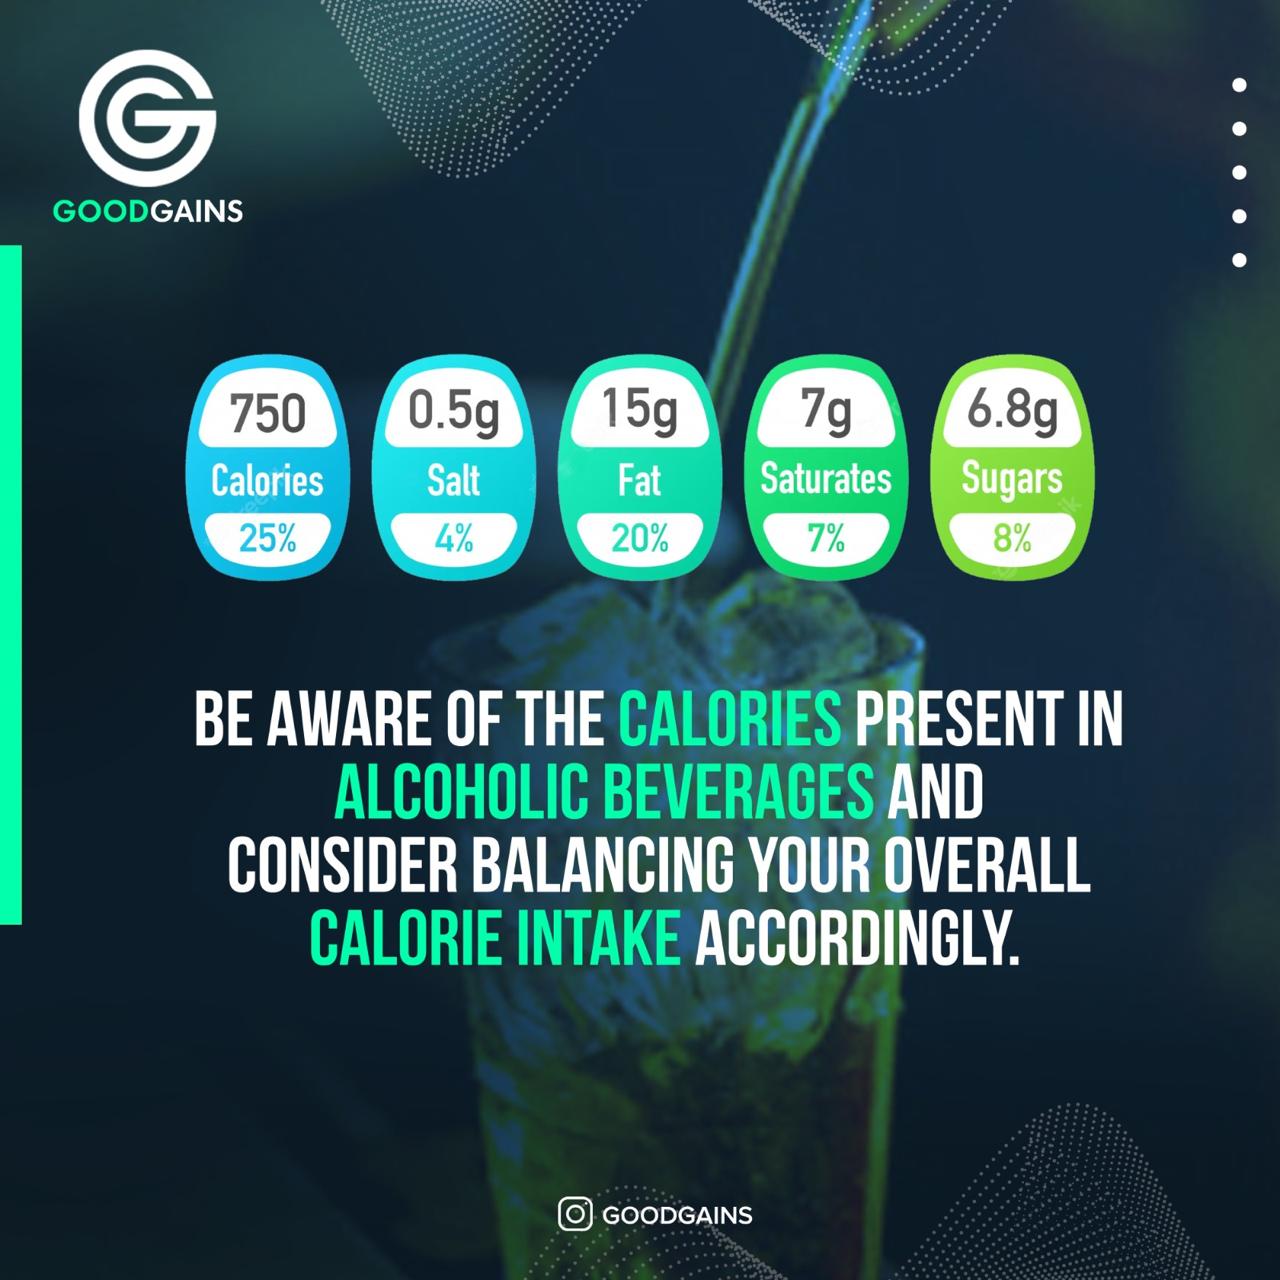 GOODGAINS
750
Calories
25%
0.5g
Salt
4%
15g
Fat
20%
7g
Saturates
7%
6.8g
Sugars
8%
BE AWARE OF THE CALORIES PRESENT IN
ALCOHOLIC BEVERAGES AND
CONSIDER BALANCING YOUR OVERALL
CALORIE INTAKE ACCORDINGLY.
GOODGAINS